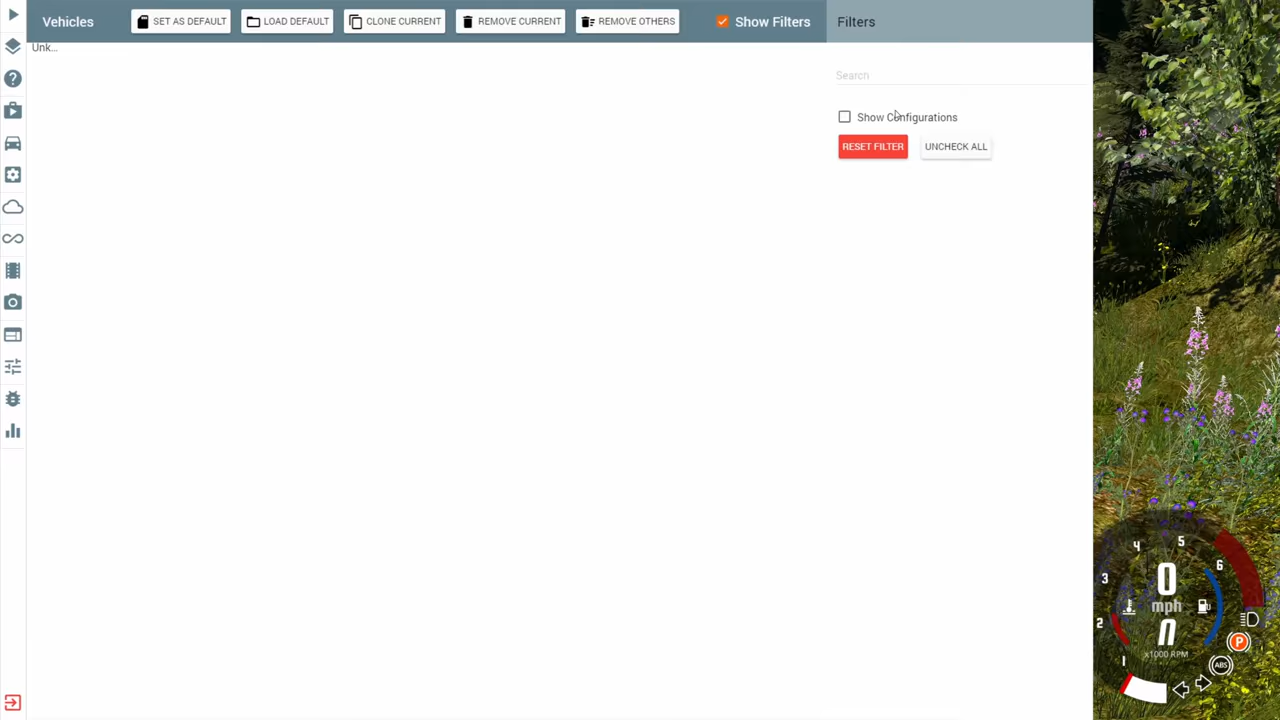 Vehicles
SET AS DEFAULT
LOAD DEFAULT
CLONE CURRENT
REMOVE CURRENT
REMOVE OTHERS
Show Filters
Filters
Unk...
Search
Show Configurations
RESET FILTER
UNCHECK ALL
1
2
3
4
5
6
0
mph
n
x1000 RPM
P
ABS